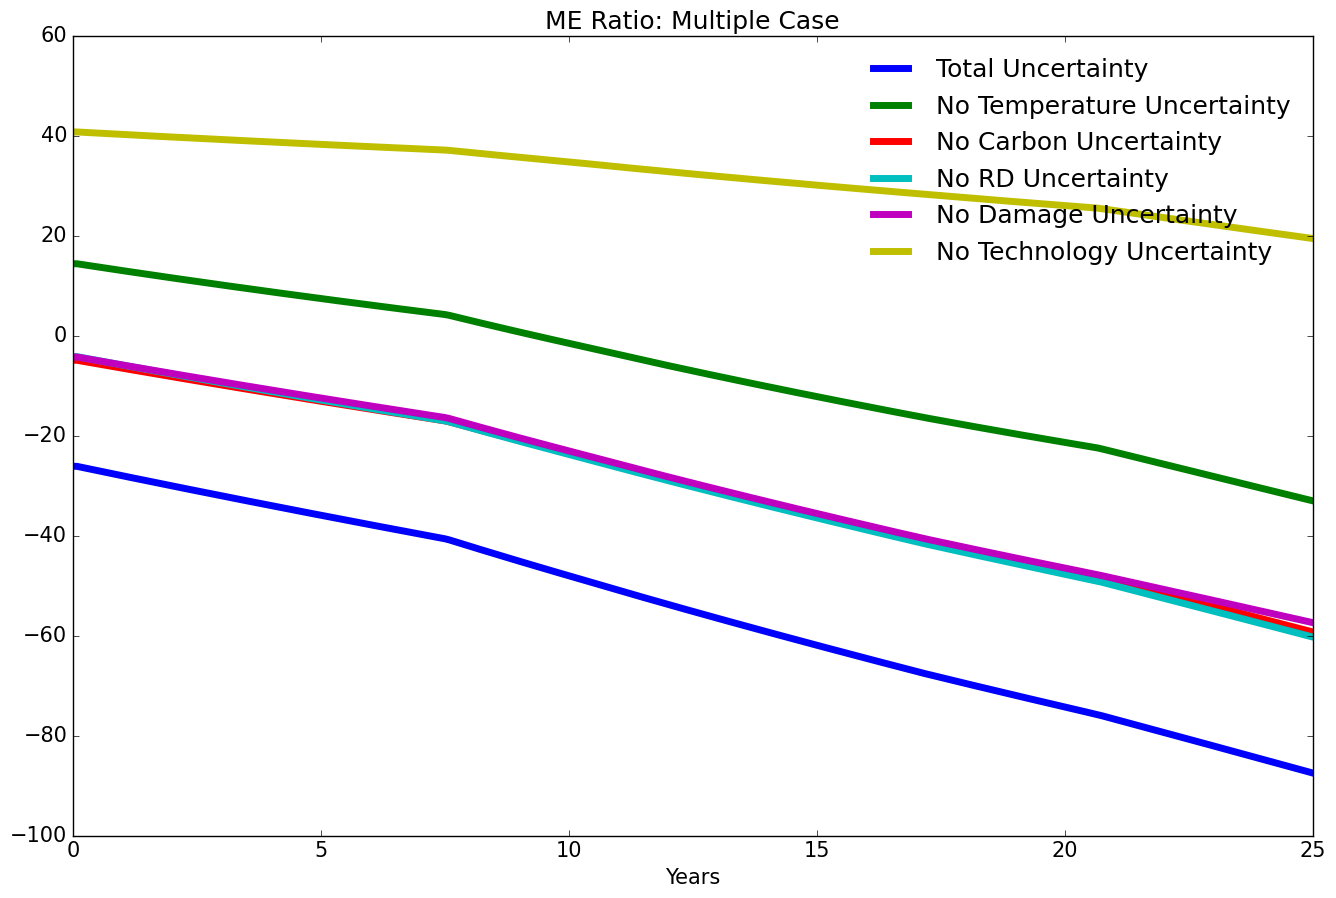 ME Ratio: Multiple Case
60
40
20
0
−20
−40
−60
−80
−100
Total Uncertainty
No Temperature Uncertainty
No Carbon Uncertainty
No RD Uncertainty
No Damage Uncertainty
No Technology Uncertainty
0 5 10 15 20 25
Years